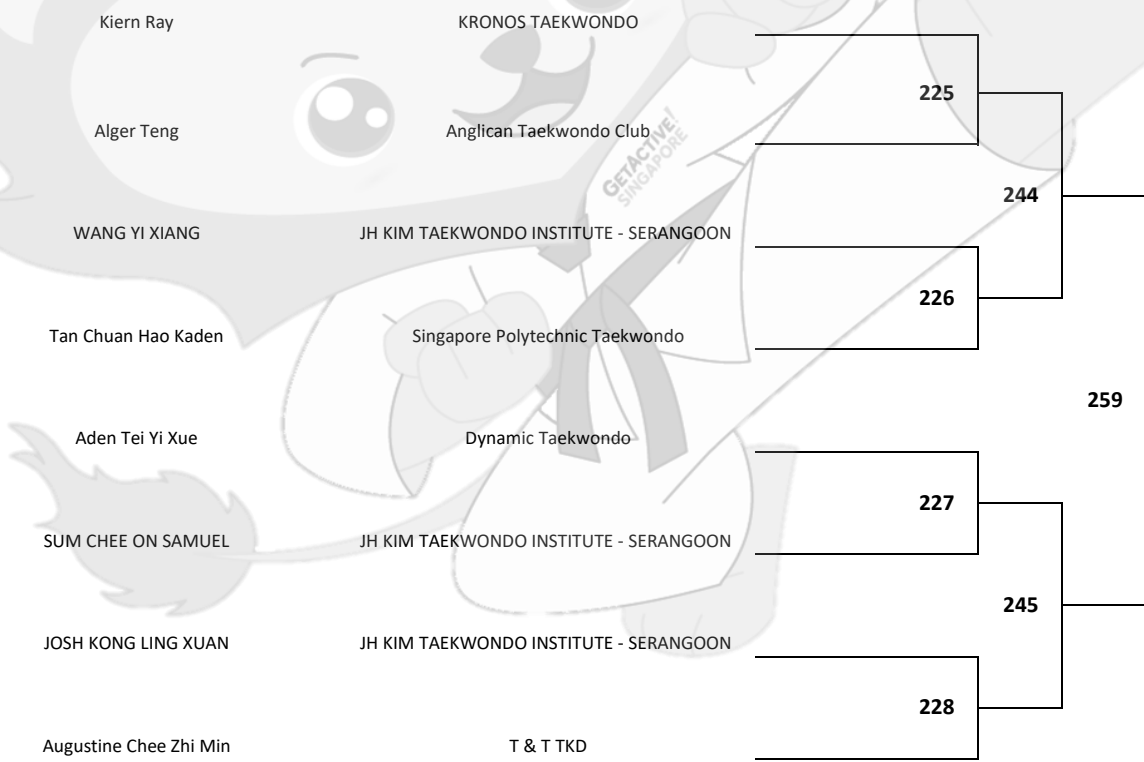 Kiern Ray KRONOS TAEKWONDO
225
Alger Teng Anglican Taekwondo Club
GETACTIVE!
SINGAPORE
244
WANG YI XIANG JH KIM TAEKWONDO INSTITUTE - SERANGOON
226
Tan Chuan Hao Kaden Singapore Polytechnic Taekwondo
259
Aden Tei Yi Xue Dynamic Taekwondo
227
SUM CHEE ON SAMUEL JH KIM TAEKWONDO INSTITUTE - SERANGOON
245
JOSH KONG LING XUAN JH KIM TAEKWONDO INSTITUTE - SERANGOON
228
Augustine Chee Zhi Min T & T TKD